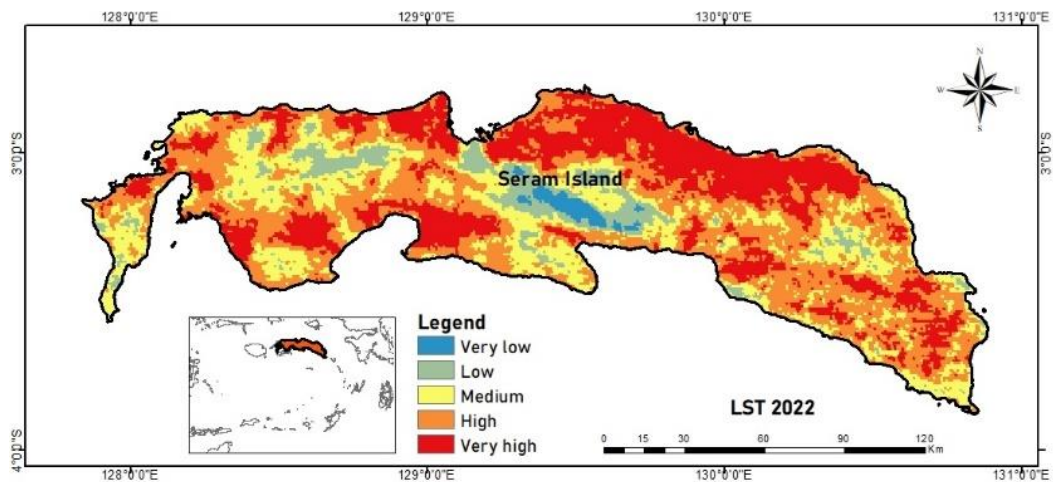 128°0'0"E 129°0'0"E 130°0'0"E 131°0'0"E
N
W E
S
3°0'0"S 3°0'0"S
Seram Island
Legend
Very low
Low
Medium
High
Very high
LST 2022
0 15 30 60 90 120
Km
4°0'0"S 4°0'0"S
128°0'0"E 129°0'0"E 130°0'0"E 131°0'0"E